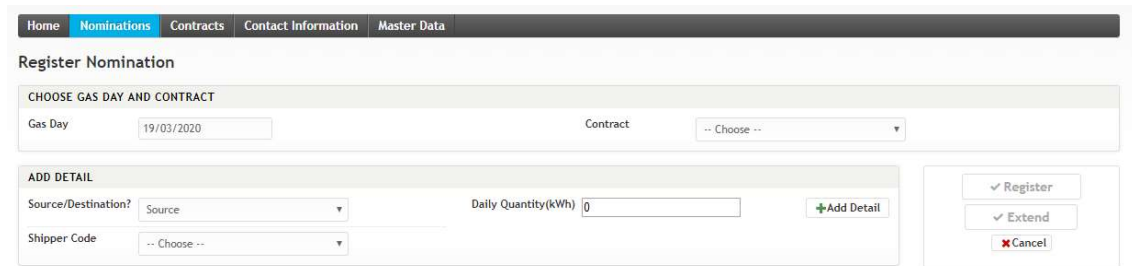 Home Nominations Contracts Contact Information Master Data
Register Nomination
CHOOSE GAS DAY AND CONTRACT
Gas Day 19/03/2020 Contract -- Choose --
ADD DETAIL
Source/Destination? Source Daily Quantity(kWh) 0 +Add Detail
Shipper Code -- Choose --
✓ Register
✓ Extend
✖Cancel